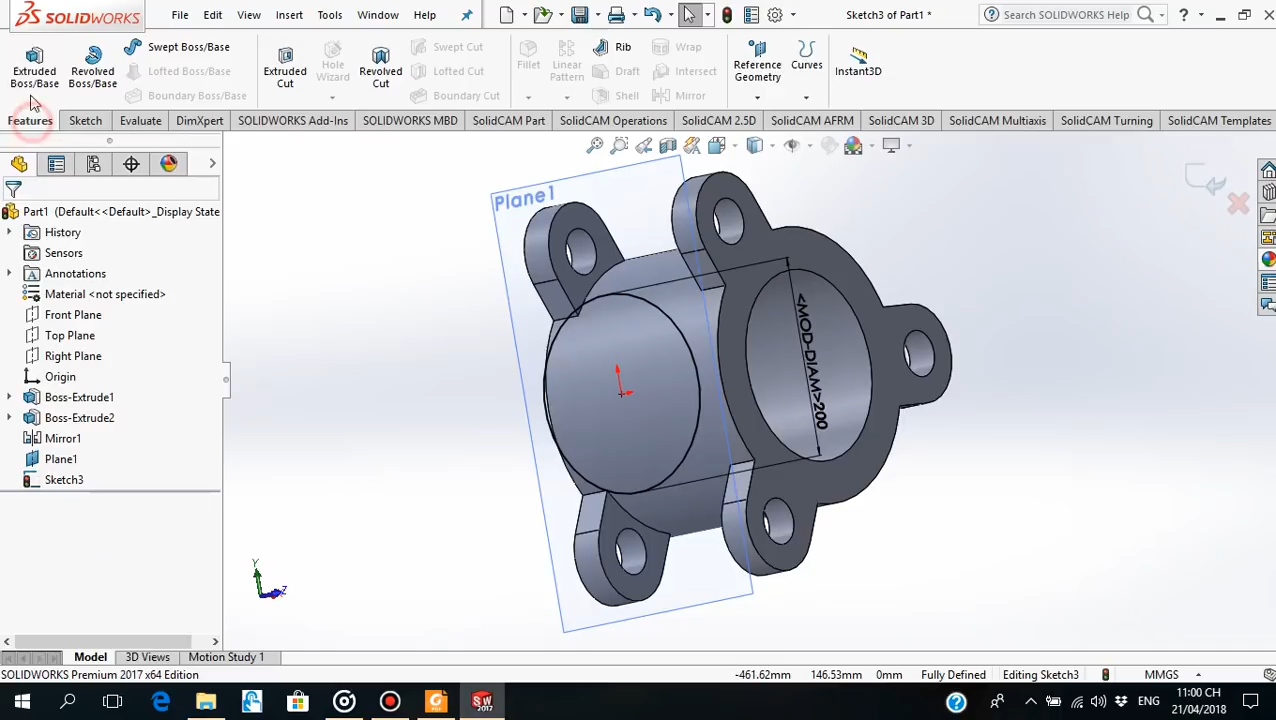 SOLIDWORKS
File Edit View Insert Tools Window Help
Sketch3 of Part1 *
Search SOLIDWORKS Help
?
Extruded Boss/Base
Revolved Boss/Base
Swept Boss/Base
Lofted Boss/Base
Boundary Boss/Base
Extruded Cut
Hole Wizard
Revolved Cut
Swept Cut
Lofted Cut
Boundary Cut
Fillet
Linear Pattern
Rib
Draft
Shell
Wrap
Intersect
Mirror
Reference Geometry
Curves
Instant3D
Features Sketch Evaluate DimXpert SOLIDWORKS Add-Ins SOLIDWORKS MBD SolidCAM Part SolidCAM Operations SolidCAM 2.5D SolidCAM AFRM SolidCAM 3D SolidCAM Multiaxis SolidCAM Turning SolidCAM Templates
Part1 (Default<<Default>_Display State
History
Sensors
Annotations
Material <not specified>
Front Plane
Top Plane
Right Plane
Origin
Boss-Extrude1
Boss-Extrude2
Mirror1
Plane1
Sketch3
Plane1
<MOD-DIAM>200
Y
Z
Model 3D Views Motion Study 1
SOLIDWORKS Premium 2017 x64 Edition
-461.62mm 146.53mm 0mm Fully Defined Editing Sketch3 MMGS
ENG
11:00 CH
21/04/2018